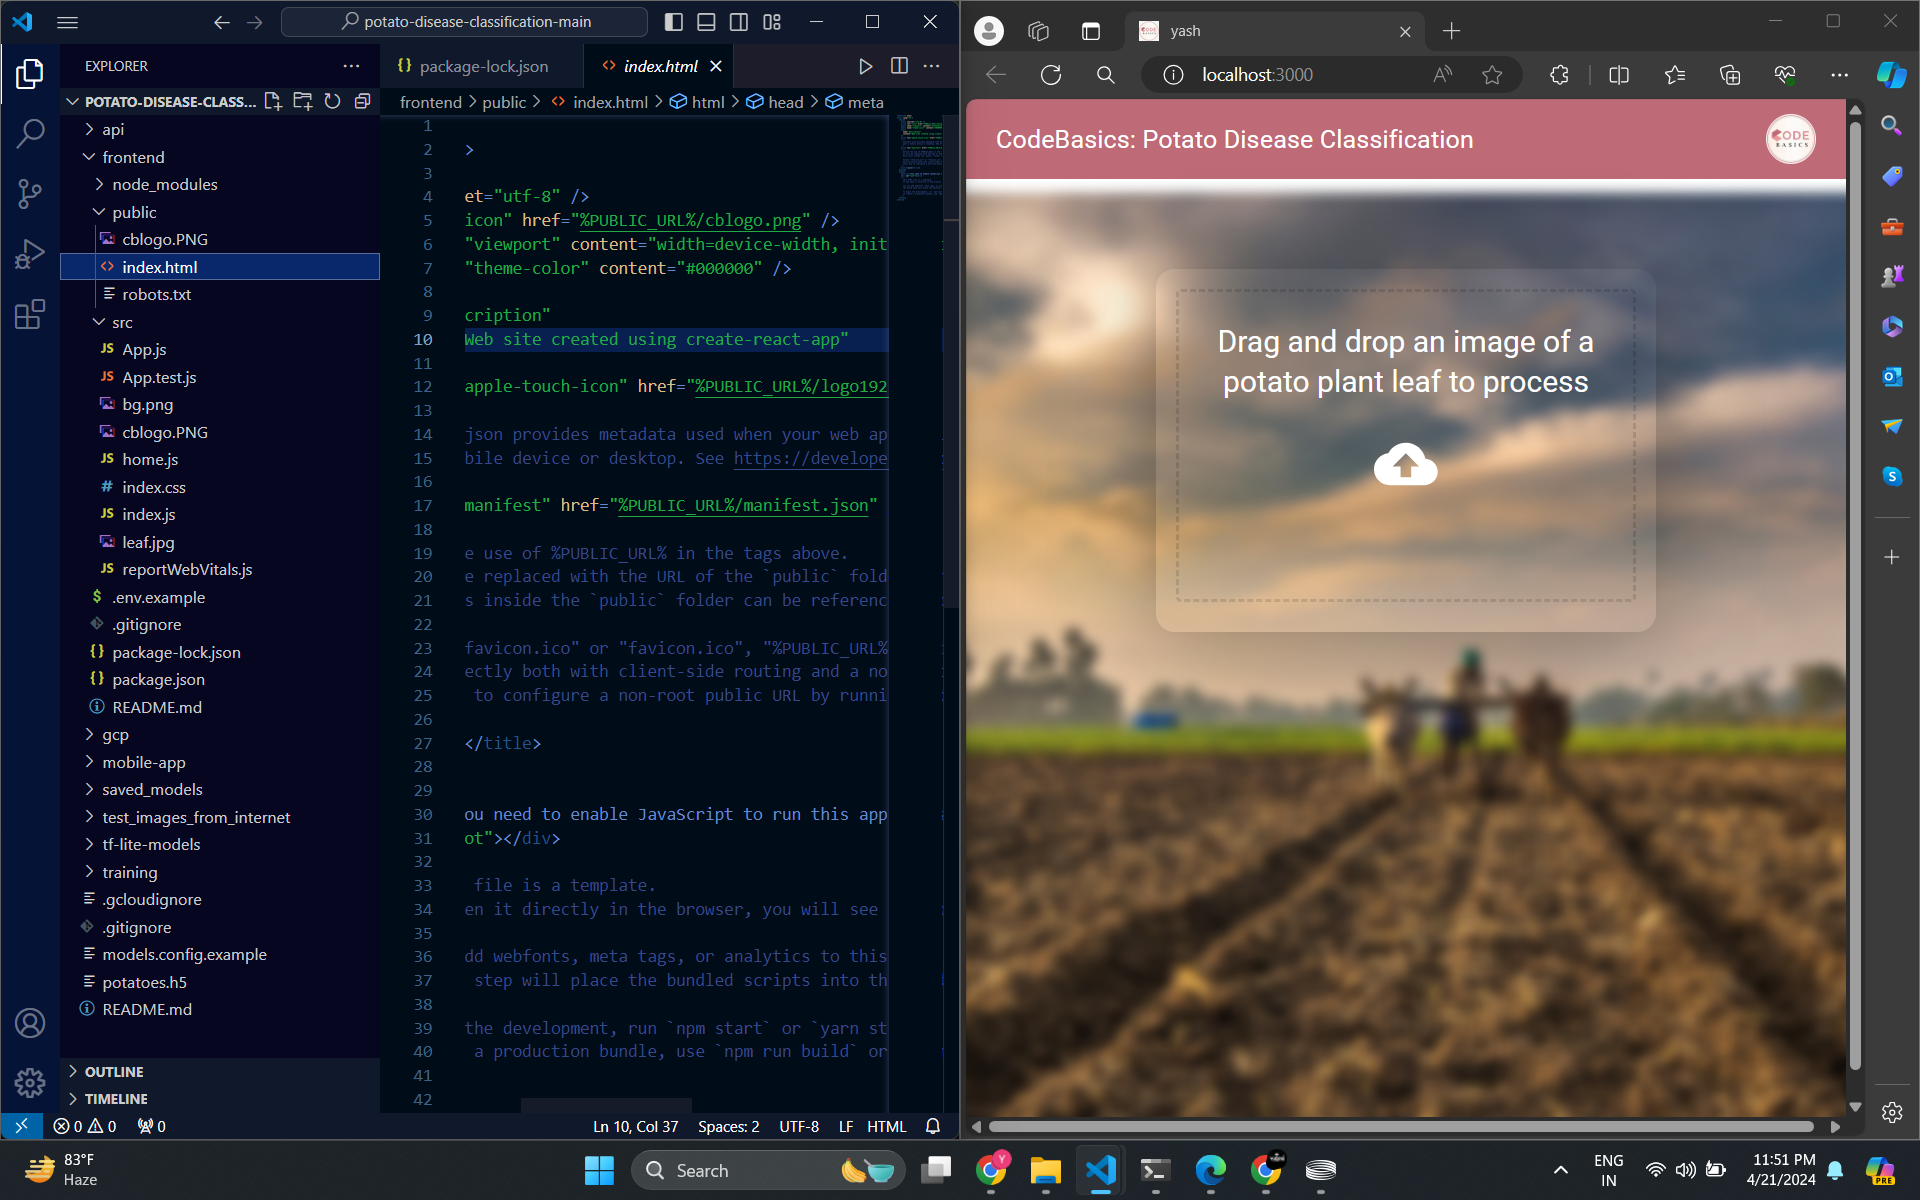 potato-disease-classification-main
EXPLORER
POTATO-DISEASE-CLASS...
api
frontend
node_modules
public
cblogo.PNG
index.html
robots.txt
src
App.js
App.test.js
bg.png
cblogo.PNG
home.js
index.css
index.js
leaf.jpg
reportWebVitals.js
.env.example
.gitignore
package-lock.json
package.json
README.md
gcp
mobile-app
saved_models
test_images_from_internet
tf-lite-models
training
.gcloudignore
.gitignore
models.config.example
potatoes.h5
README.md
OUTLINE
TIMELINE
package-lock.json
index.html
frontend > public > index.html > html > head > meta
1
2 >
3
4 et="utf-8" />
5 icon" href="%PUBLIC_URL%/cblogo.png" />
6 "viewport" content="width=device-width, init
7 "theme-color" content="#000000" />
8
9 cription"
10 Web site created using create-react-app"
11
12 apple-touch-icon" href="%PUBLIC_URL%/logo192
13
14 json provides metadata used when your web ap
15 bile device or desktop. See https://develope
16
17 manifest" href="%PUBLIC_URL%/manifest.json"
18
19 e use of %PUBLIC_URL% in the tags above.
20 e replaced with the URL of the `public` fold
21 s inside the `public` folder can be referenc
22
23 favicon.ico" or "favicon.ico", "%PUBLIC_URL%
24 ectly both with client-side routing and a no
25 to configure a non-root public URL by runni
26
27 </title>
28
29
30 ou need to enable JavaScript to run this app
31 ot"></div>
32
33 file is a template.
34 en it directly in the browser, you will see
35
36 dd webfonts, meta tags, or analytics to this
37 step will place the bundled scripts into th
38
39 the development, run `npm start` or `yarn st
40 a production bundle, use `npm run build` or
41
42
0 0 0
Ln 10, Col 37 Spaces: 2 UTF-8 LF HTML
yash
localhost:3000
CodeBasics: Potato Disease Classification
CODE
BASICS
Drag and drop an image of a
potato plant leaf to process
83°F
Haze
Search
ENG
IN
11:51 PM
4/21/2024
PRE